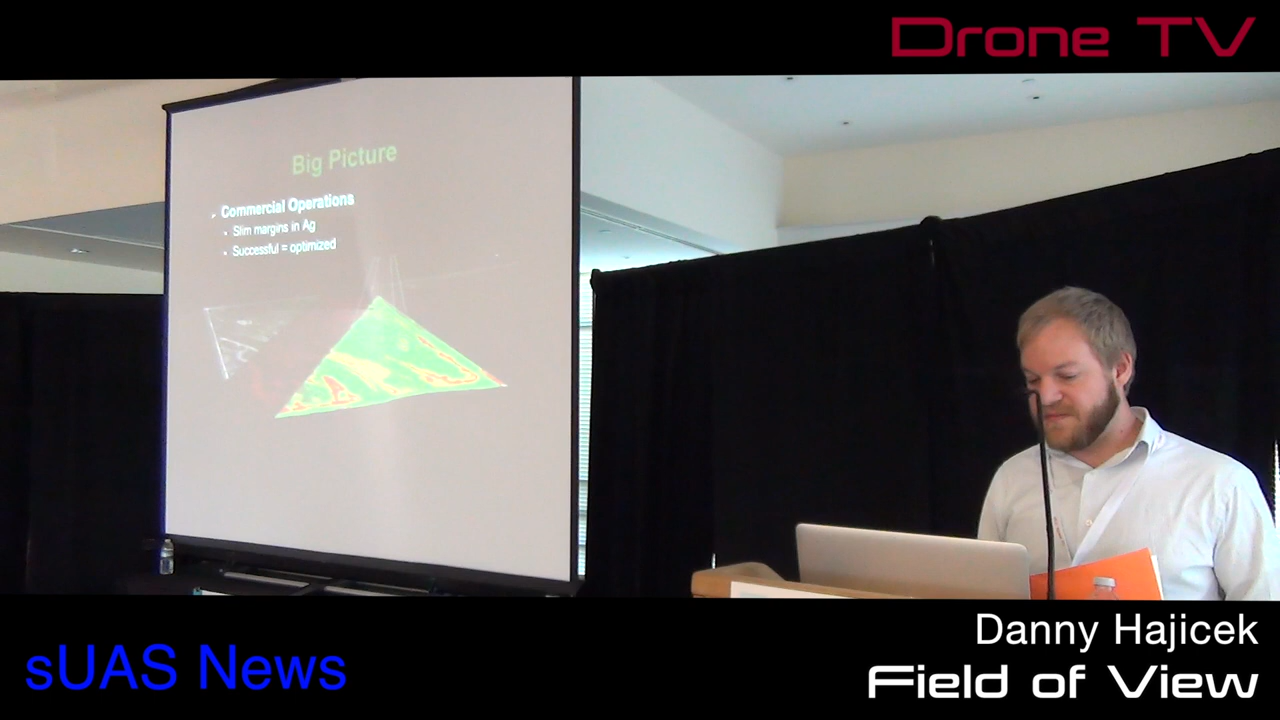 Drone TV
Big Picture
Commercial Operations
Slim margins in Ag
Successful = optimized
Danny Hajicek
sUAS News
Field of View